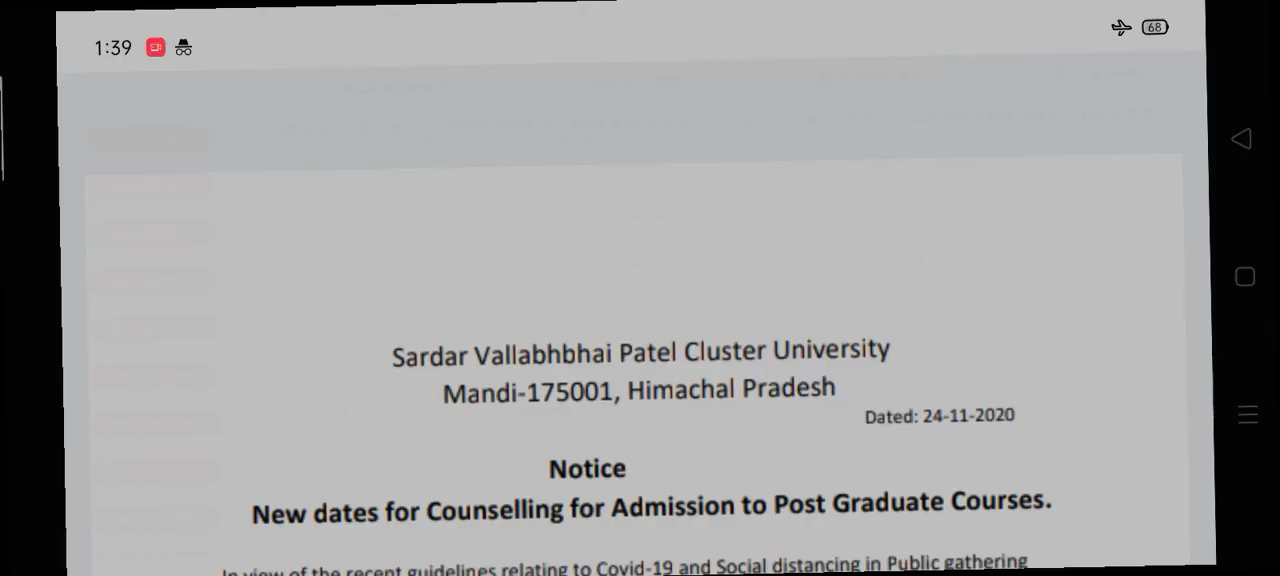 1:39
68
Sardar Vallabhbhai Patel Cluster University
Mandi-175001, Himachal Pradesh
Dated: 24-11-2020
Notice
New dates for Counselling for Admission to Post Graduate Courses.
In view of the recent guidelines relating to Covid-19 and Social distancing in Public gathering